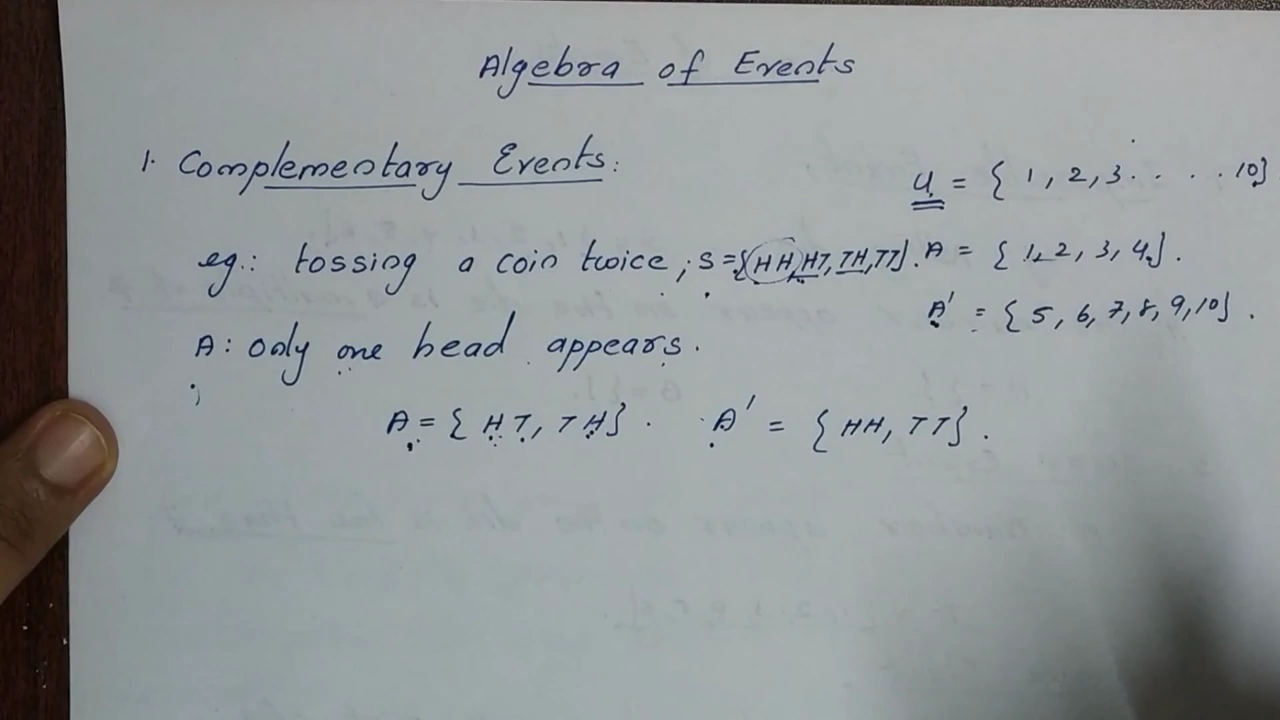 Algebra of Events
1. Complementary Events:
U = { 1, 2, 3 . . . . . 10}
eg.: tossing a coin twice ; S = {HH, HT, TH, TT}.
A = { 1, 2, 3, 4}.
A' = { 5, 6, 7, 8, 9, 10} .
A : only one head appears.
A = { HT, TH} . A' = { HH, TT} .